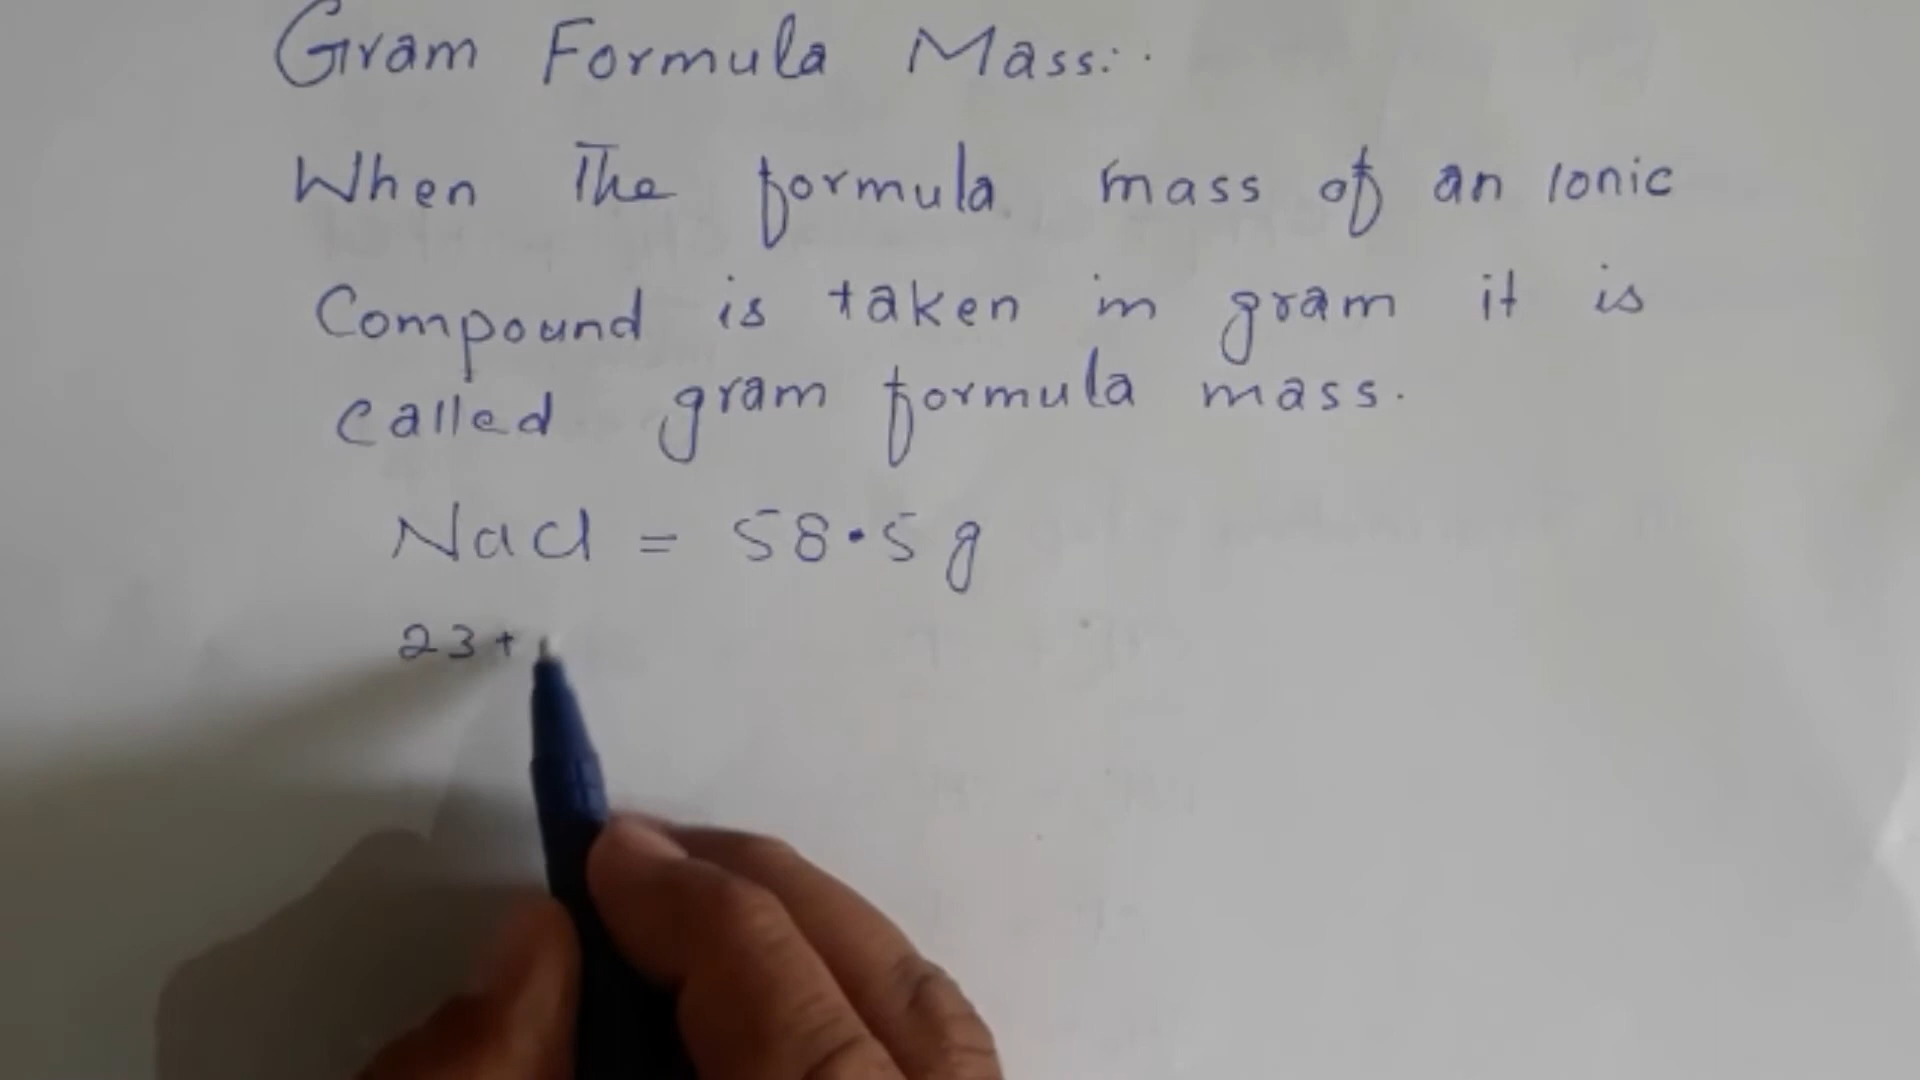 Gram Formula Mass:.
When The formula mass of an Ionic
Compound is taken in gram it is
Called gram formula mass.
Nacl = 58.5 g
23+